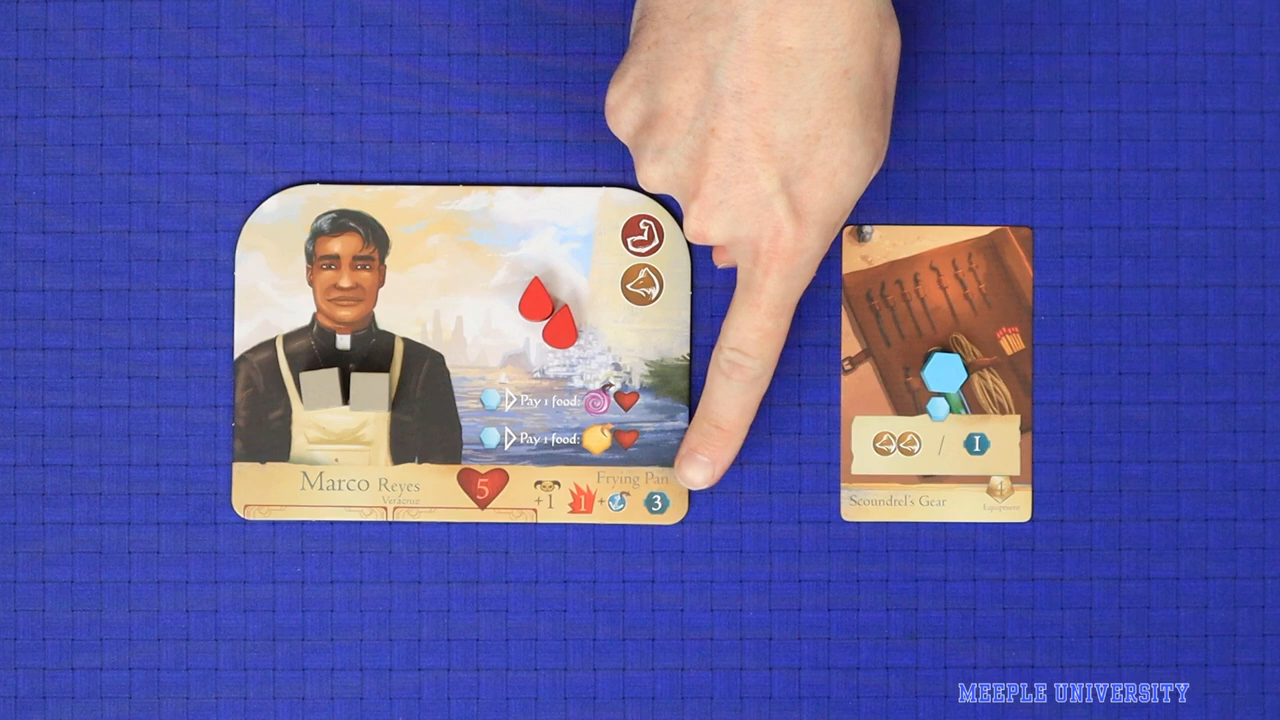 Pay 1 food:
Pay 1 food:
Marco Reyes
Veracruz
5
Frying Pan
+1 1 + 3
/ 1
Scoundrel's Gear
4
Equipment
MEEPLE UNIVERSITY